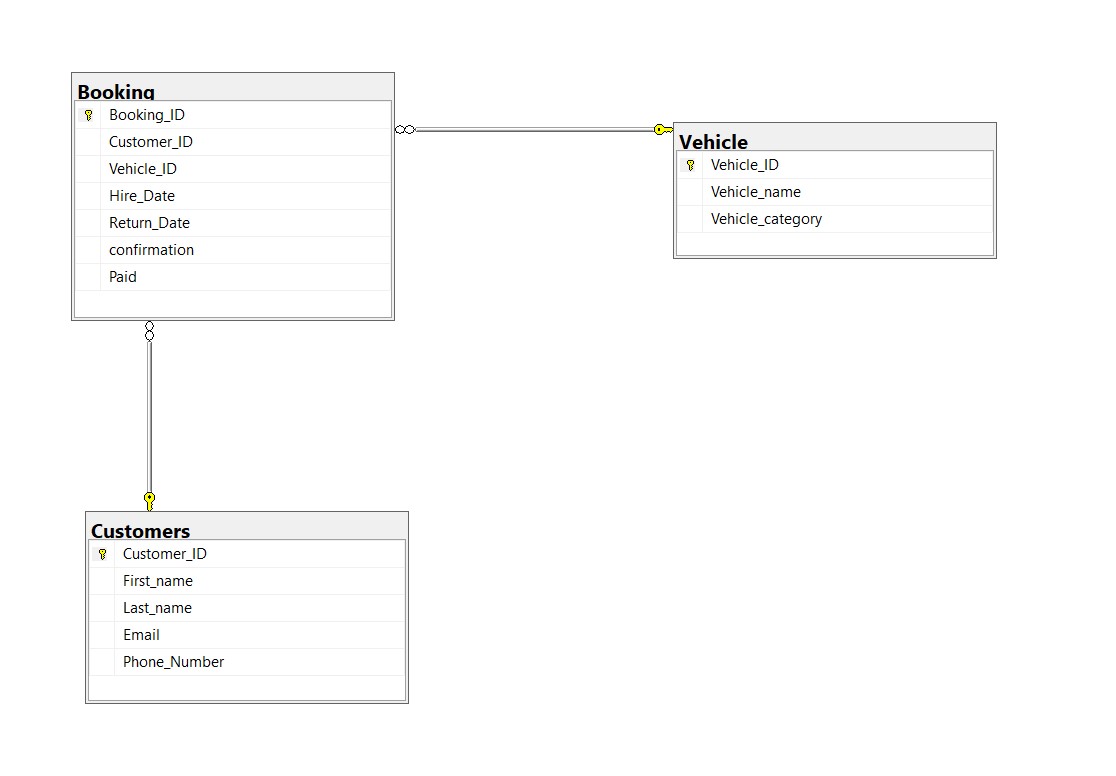 Booking
Booking_ID
Customer_ID
Vehicle_ID
Hire_Date
Return_Date
confirmation
Paid
Vehicle
Vehicle_ID
Vehicle_name
Vehicle_category
Customers
Customer_ID
First_name
Last_name
Email
Phone_Number